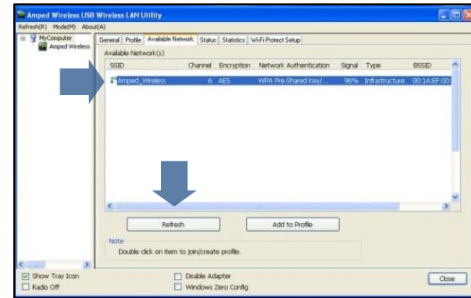 Amped Wireless USB Wireless LAN Utility
Refresh(R) Mode(M) About(A)
MyComputer
Amped Wireless
General Profile Available Network Status Statistics Wi-Fi Protect Setup
Available Network(s)
SSID Channel Encryption Network Authentication Signal Type BSSID
Amped_Wireless 6 AES WPA Pre-Shared Key/... 96% Infrastructure 00:1A:EF:00
Refresh Add to Profile
Note
Double click on item to join/create profile.
Show Tray Icon Disable Adapter
Radio Off Windows Zero Config
Close